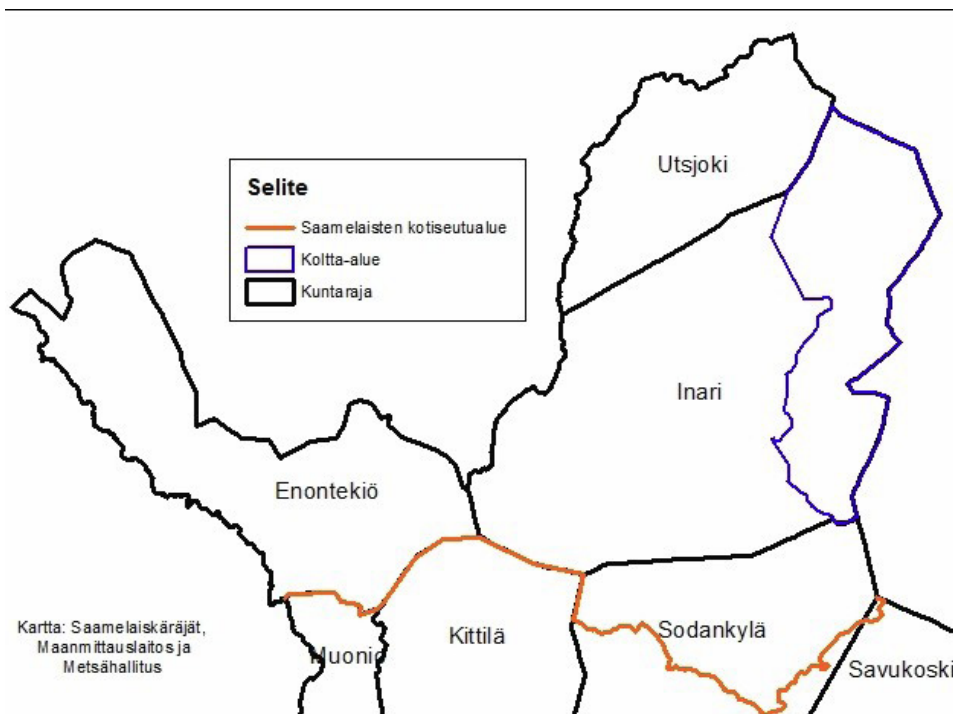 Utsjoki
Selite
Saamelaisten kotiseutualue
Koltta-alue
Kuntaraja
Inari
Enontekiö
Kartta: Saamelaiskäräjät,
Maanmittauslaitos ja
Metsähallitus
Muonio
Kittilä
Sodankylä
Savukoski